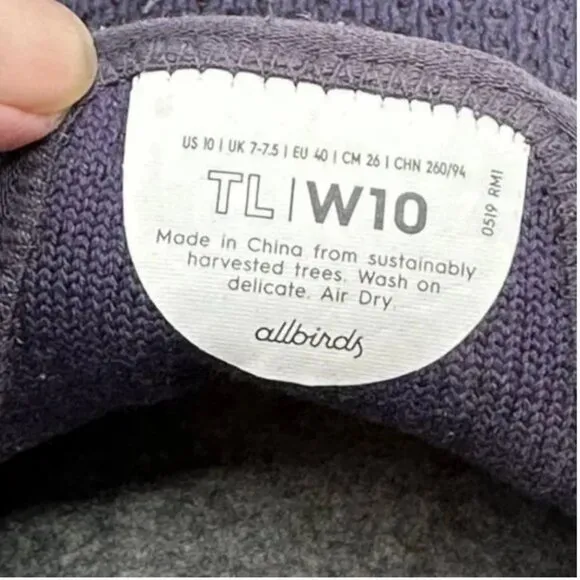 US 10 | UK 7-7.5 | EU 40 | CM 26 | CHN 260/94
TL | W10
0519 RM1
Made in China from sustainably
harvested trees. Wash on
delicate. Air Dry.
allbirds